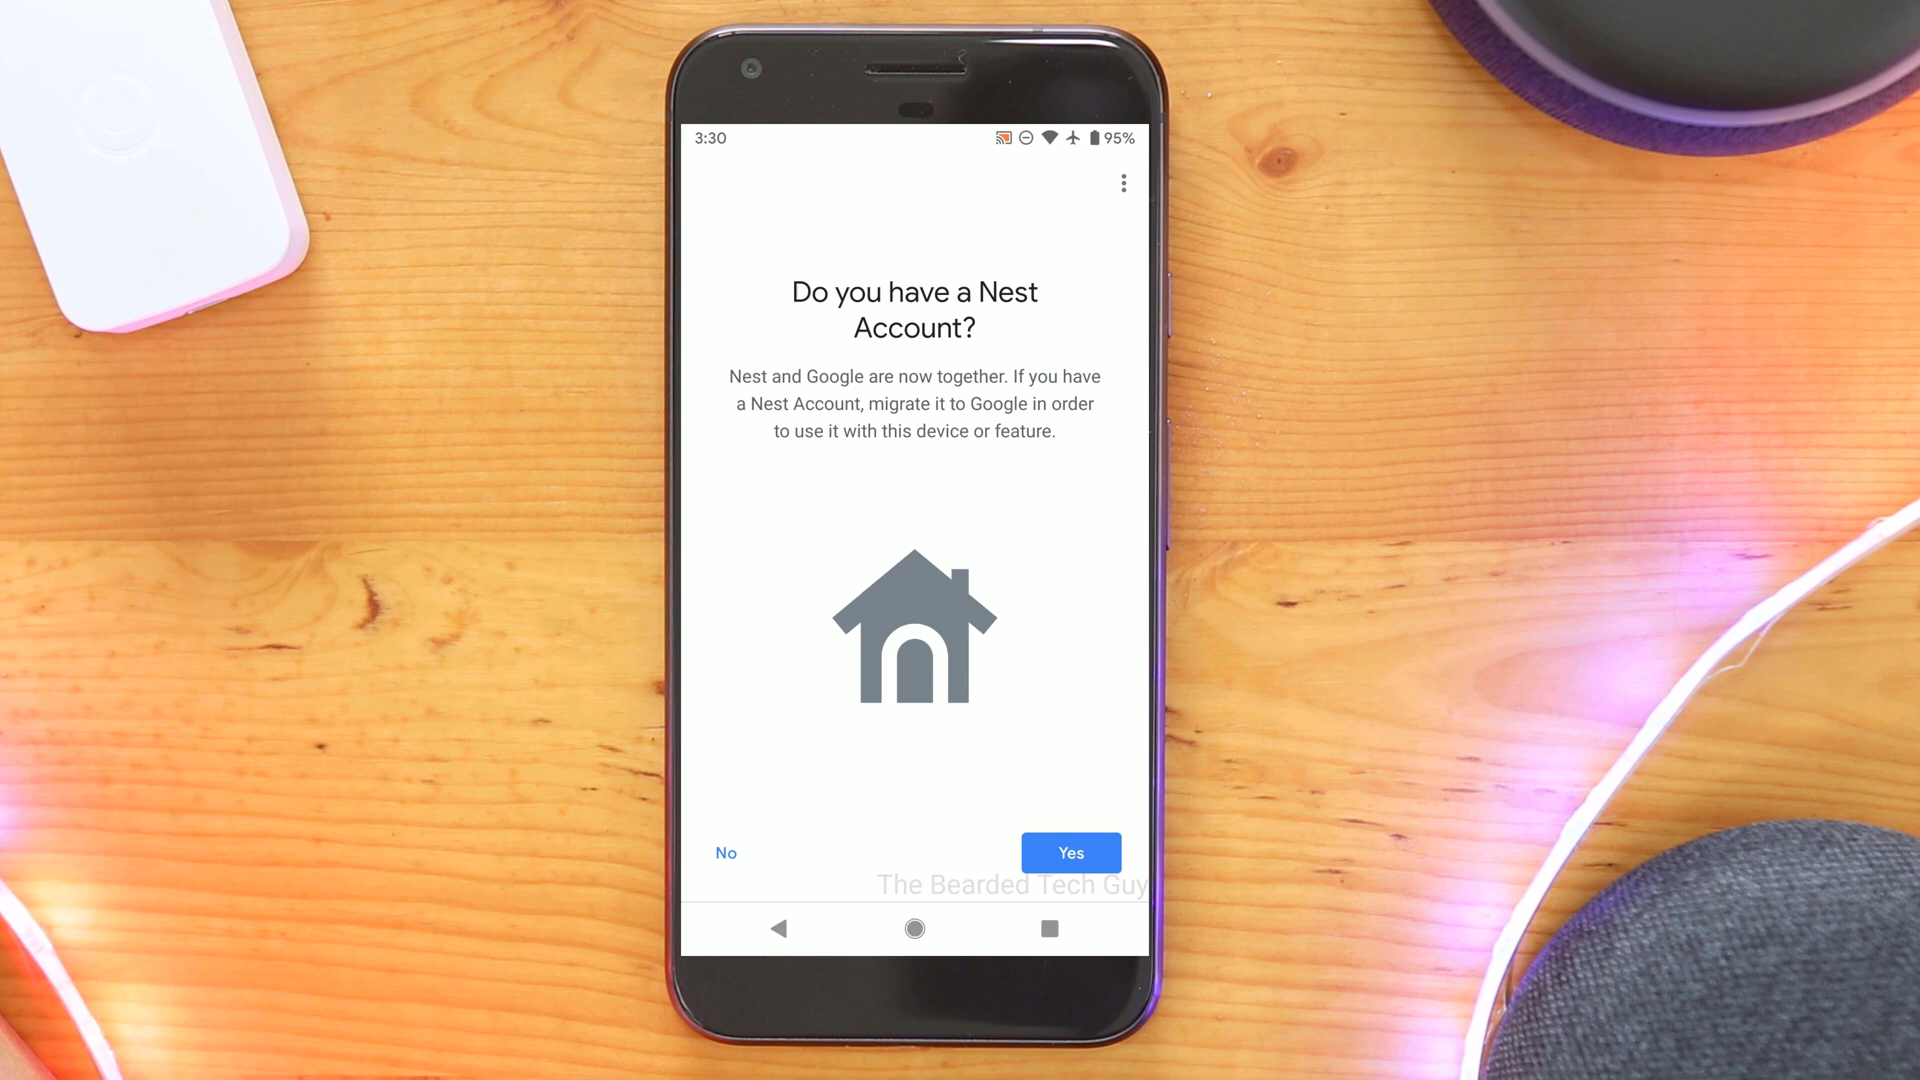 3:30 95%
Do you have a Nest
Account?
Nest and Google are now together. If you have
a Nest Account, migrate it to Google in order
to use it with this device or feature.
No Yes
The Bearded Tech Guy